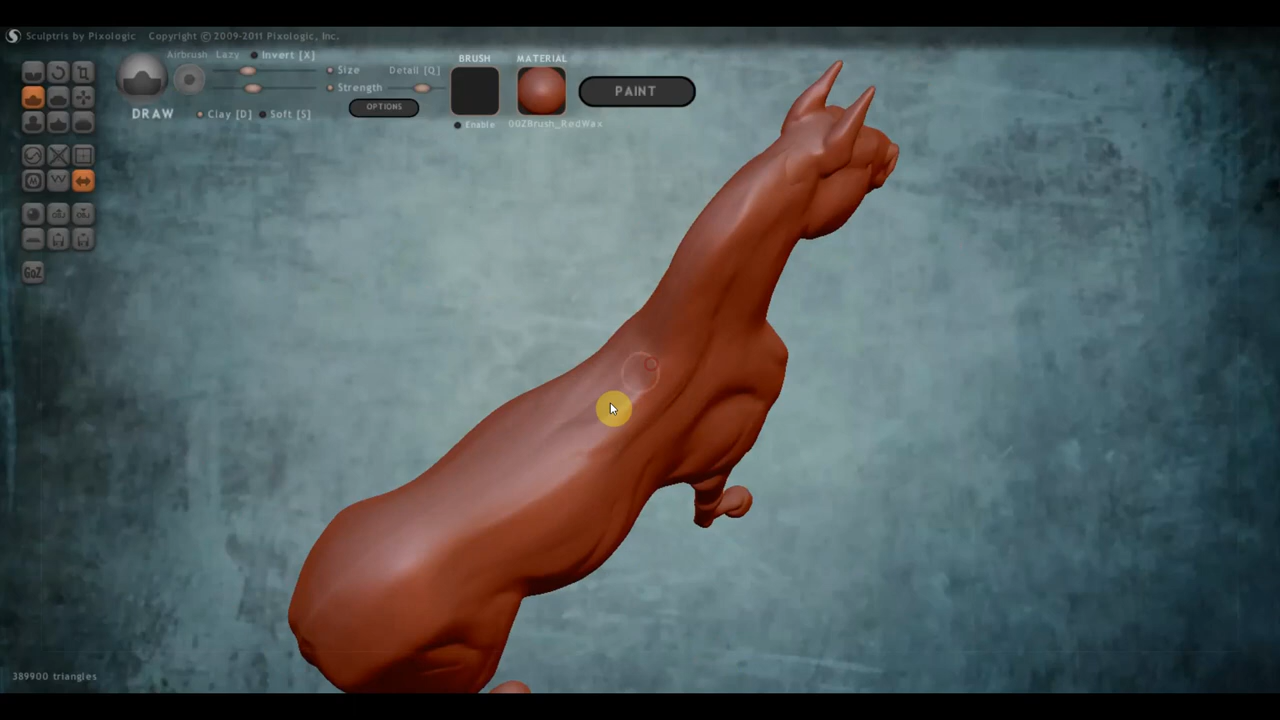 Sculptris by Pixologic Copyright © 2009-2011 Pixologic, Inc.
Airbrush Lazy Invert [X]
BRUSH MATERIAL
Size Detail [Q]
Strength
OPTIONS
PAINT
DRAW Clay [D] Soft [S]
Enable 00ZBrush_RedWax
GoZ
389900 triangles